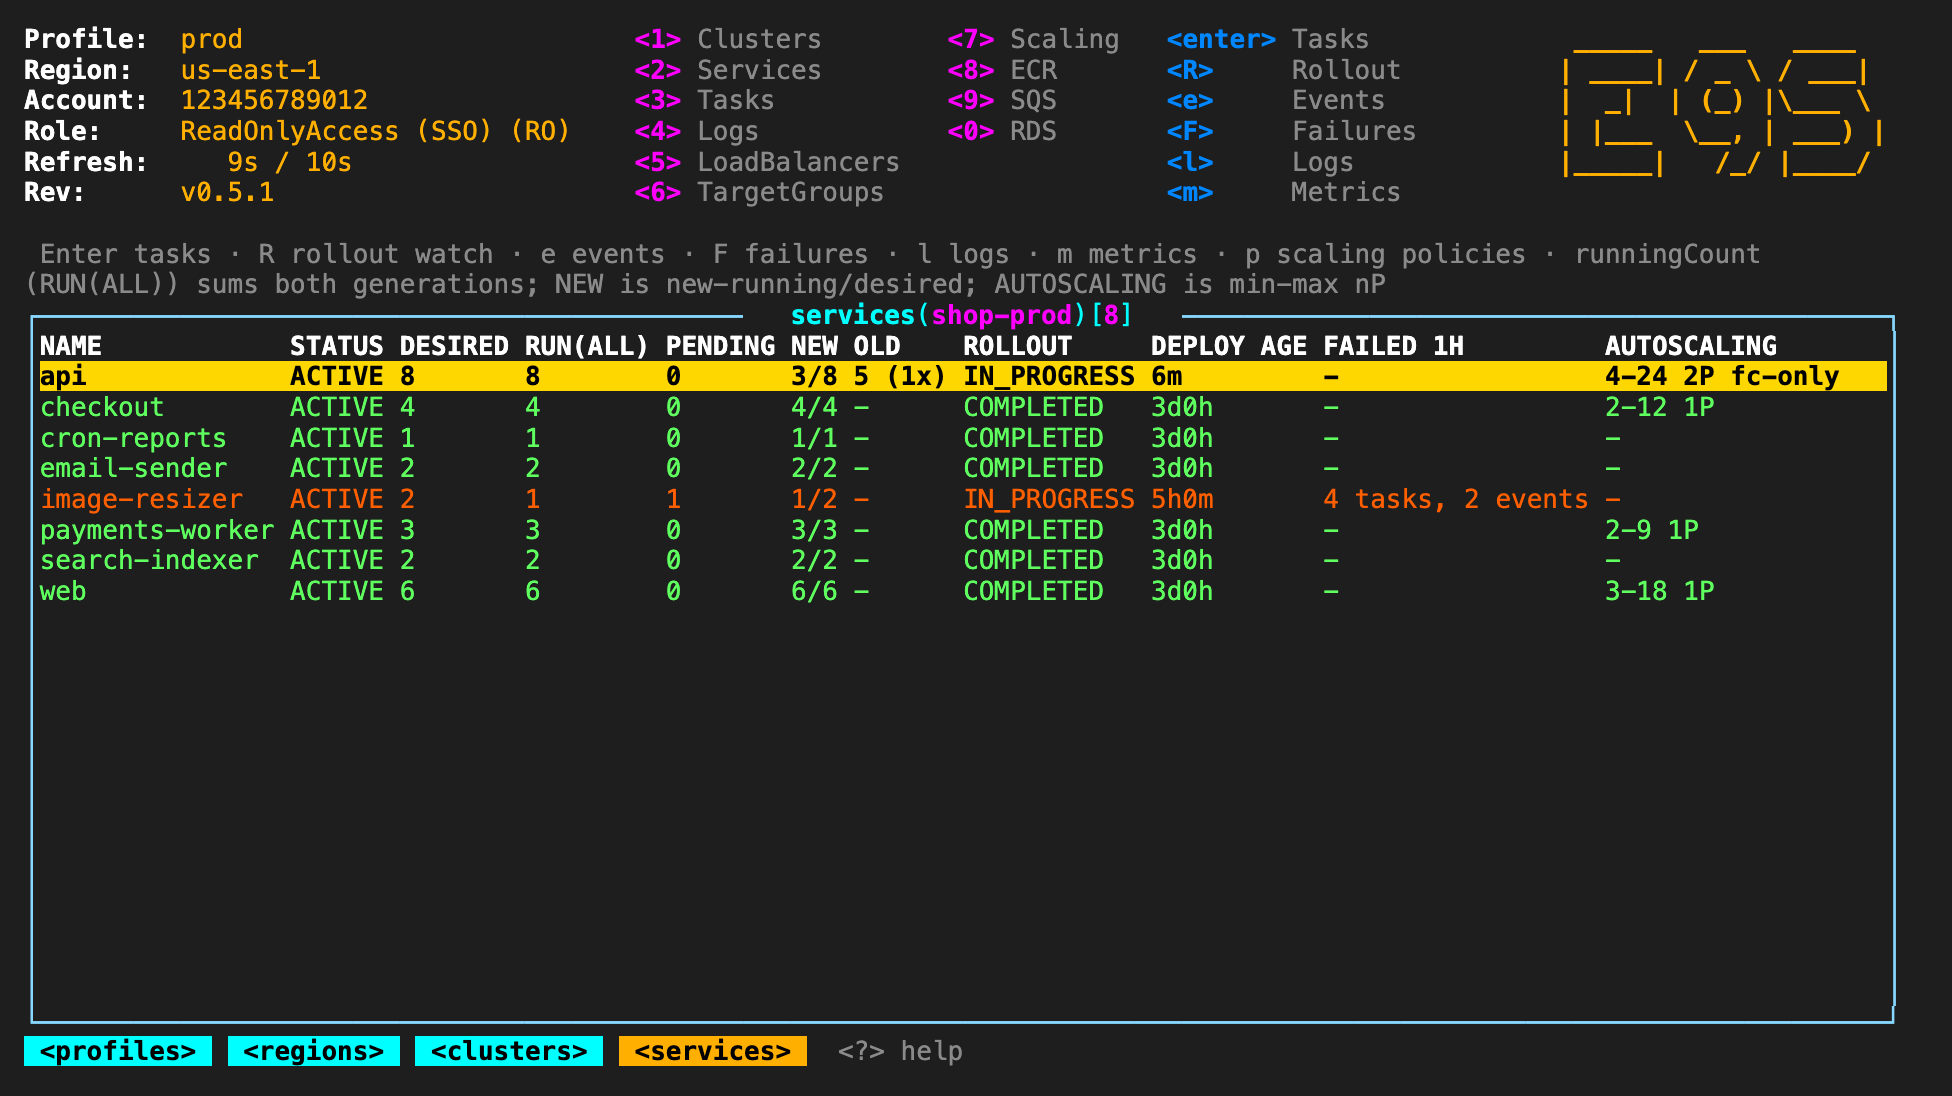 Profile: prod <1> Clusters <7> Scaling <enter> Tasks
Region: us-east-1 <2> Services <8> ECR <R> Rollout
Account: 123456789012 <3> Tasks <9> SQS <e> Events
Role: ReadOnlyAccess (SSO) (RO) <4> Logs <0> RDS <F> Failures
Refresh: 9s / 10s <5> LoadBalancers <l> Logs
Rev: v0.5.1 <6> TargetGroups <m> Metrics
E9S
Enter tasks · R rollout watch · e events · F failures · l logs · m metrics · p scaling policies · runningCount
(RUN(ALL)) sums both generations; NEW is new-running/desired; AUTOSCALING is min-max nP
services(shop-prod)[8]
NAME STATUS DESIRED RUN(ALL) PENDING NEW OLD ROLLOUT DEPLOY AGE FAILED 1H AUTOSCALING
api ACTIVE 8 8 0 3/8 5 (1x) IN_PROGRESS 6m - 4-24 2P fc-only
checkout ACTIVE 4 4 0 4/4 - COMPLETED 3d0h - 2-12 1P
cron-reports ACTIVE 1 1 0 1/1 - COMPLETED 3d0h - -
email-sender ACTIVE 2 2 0 2/2 - COMPLETED 3d0h - -
image-resizer ACTIVE 2 1 1 1/2 - IN_PROGRESS 5h0m 4 tasks, 2 events -
payments-worker ACTIVE 3 3 0 3/3 - COMPLETED 3d0h - 2-9 1P
search-indexer ACTIVE 2 2 0 2/2 - COMPLETED 3d0h - -
web ACTIVE 6 6 0 6/6 - COMPLETED 3d0h - 3-18 1P
<profiles> <regions> <clusters> <services> <?> help